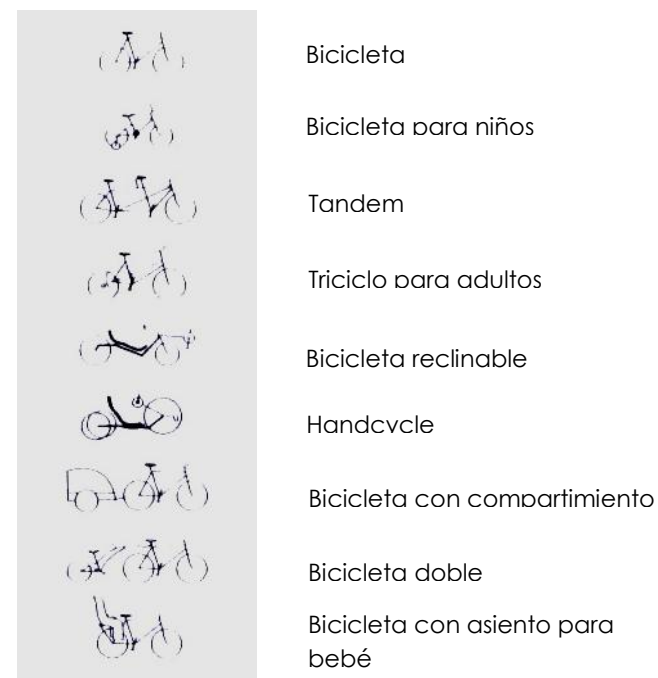 Bicicleta
Bicicleta para niños
Tandem
Triciclo para adultos
Bicicleta reclinable
Handcycle
Bicicleta con compartimiento
Bicicleta doble
Bicicleta con asiento para
bebé